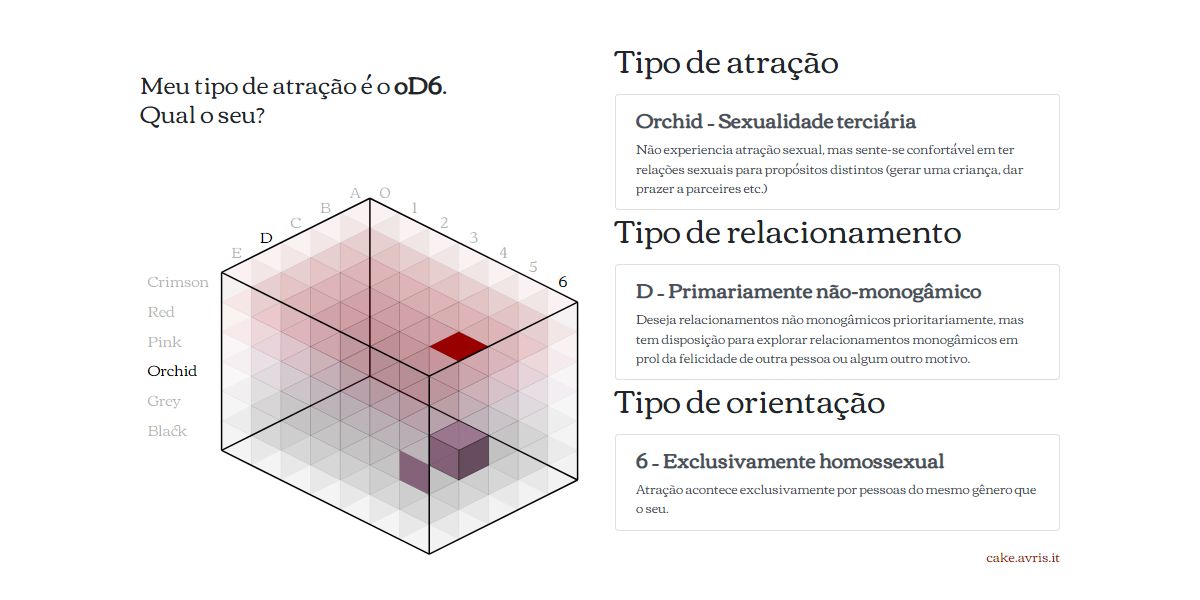 Meu tipo de atração é o oD6.
Qual o seu?
A
B
C
D
E
O
1
2
3
4
5
6
Crimson
Red
Pink
Orchid
Grey
Black
Tipo de atração
Orchid - Sexualidade terciária
Não experiencia atração sexual, mas sente-se confortável em ter
relações sexuais para propósitos distintos (gerar uma criança, dar
prazer a parceires etc.)
Tipo de relacionamento
D - Primariamente não-monogâmico
Deseja relacionamentos não monogâmicos prioritariamente, mas
tem disposição para explorar relacionamentos monogâmicos em
prol da felicidade de outra pessoa ou algum outro motivo.
Tipo de orientação
6 - Exclusivamente homossexual
Atração acontece exclusivamente por pessoas do mesmo gênero que
o seu.
cake.avris.it